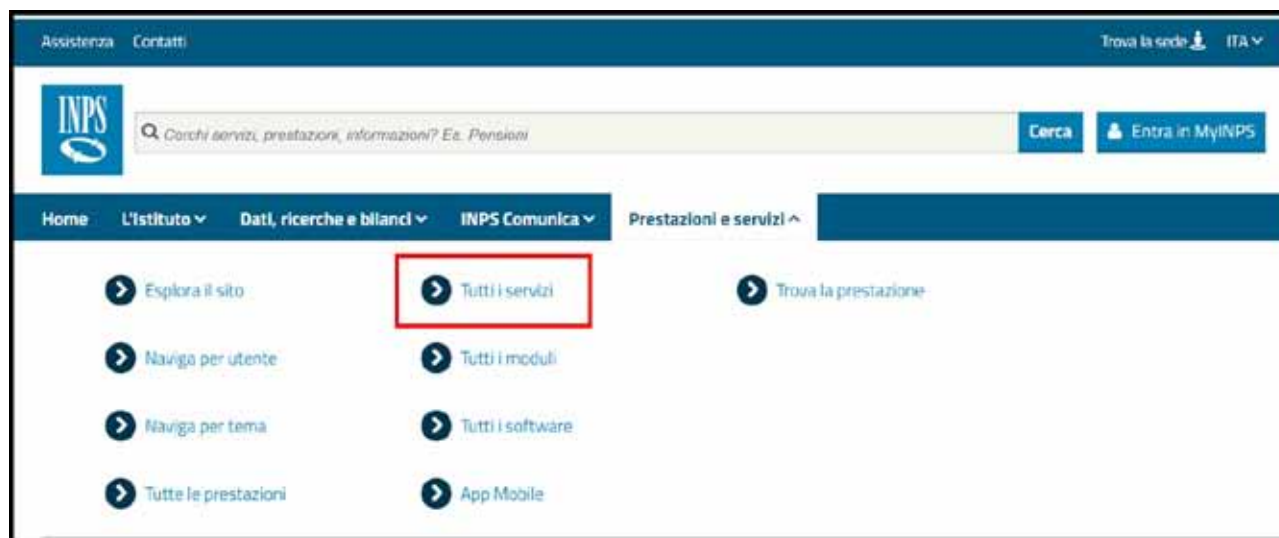 Assistenza Contatti Trova la sede ITA
INPS
Cerchi servizi, prestazioni, informazioni? Es. Pensioni Cerca Entra in MyINPS
Home L'Istituto Dati, ricerche e bilanci INPS Comunica Prestazioni e servizi
Esplora il sito Tutti i servizi Trova la prestazione
Naviga per utente Tutti i moduli
Naviga per tema Tutti i software
Tutte le prestazioni App Mobile